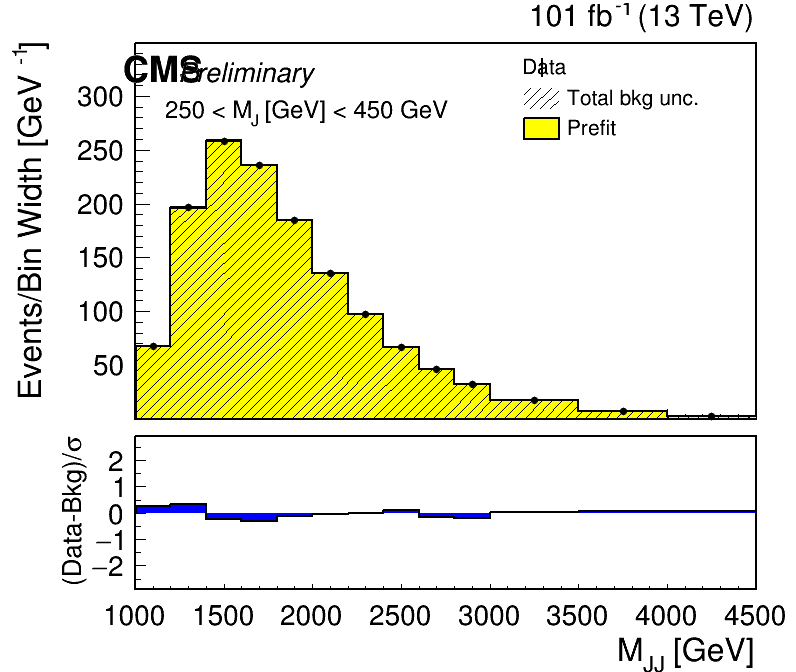 101 fb-1 (13 TeV)
CMS Preliminary
Data
250 < MJ [GeV] < 450 GeV
Total bkg unc.
Prefit
Events/Bin Width [GeV-1]
300
250
200
150
100
50
(Data-Bkg)/σ
2
1
0
−1
−2
1000 1500 2000 2500 3000 3500 4000 4500
MJJ [GeV]